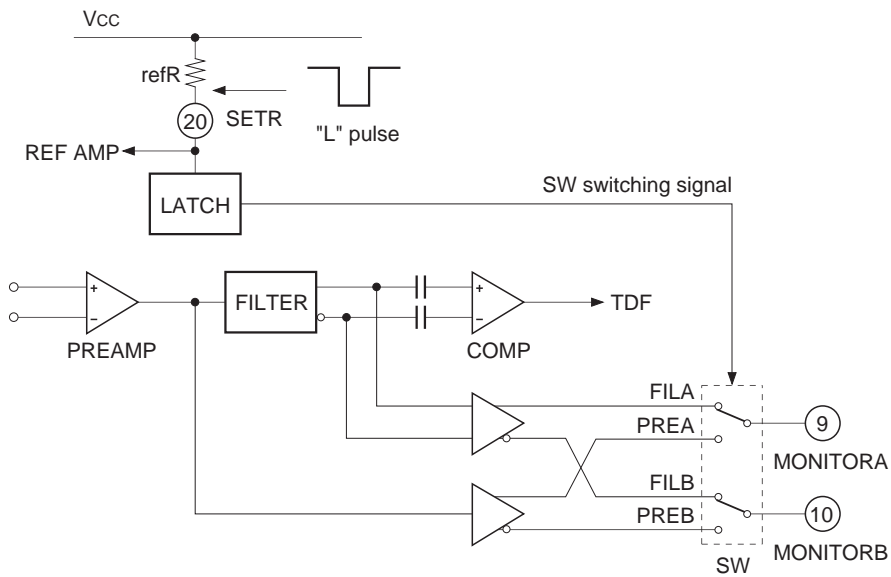 Vcc
refR
20
SETR
"L" pulse
REF AMP
LATCH
SW switching signal
+
−
PREAMP
FILTER
+
−
COMP
TDF
FILA
PREA
9
MONITORA
FILB
PREB
10
MONITORB
SW